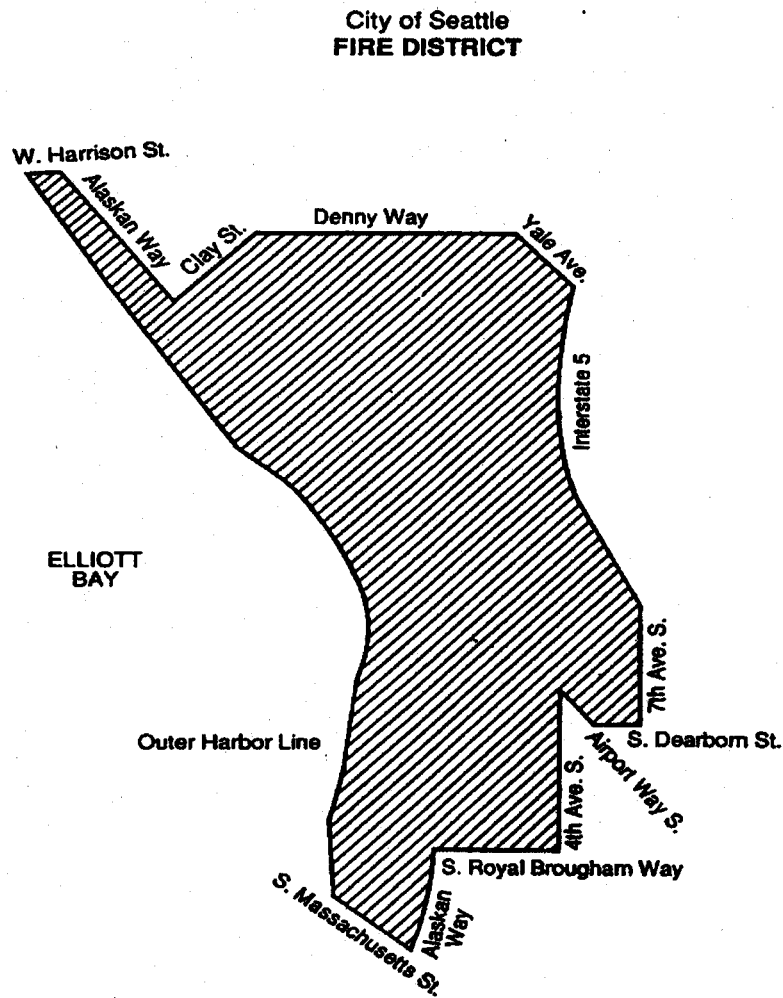 City of Seattle
FIRE DISTRICT
W. Harrison St.
Alaskan Way
Clay St.
Denny Way
Yale Ave.
Interstate 5
ELLIOTT
BAY
7th Ave. S.
Outer Harbor Line
S. Dearborn St.
Airport Way S.
4th Ave. S.
S. Royal Brougham Way
S. Massachusetts St.
Alaskan
Way